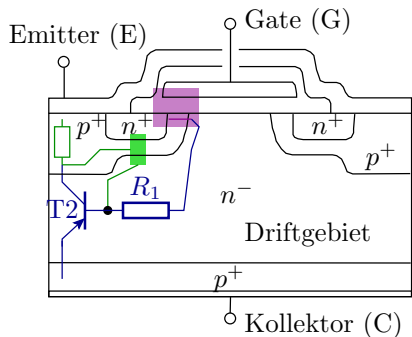 Gate (G)
Emitter (E)
p⁺ n⁺ n⁺
p⁺
R₁ n⁻
T2
Driftgebiet
p⁺
Kollektor (C)